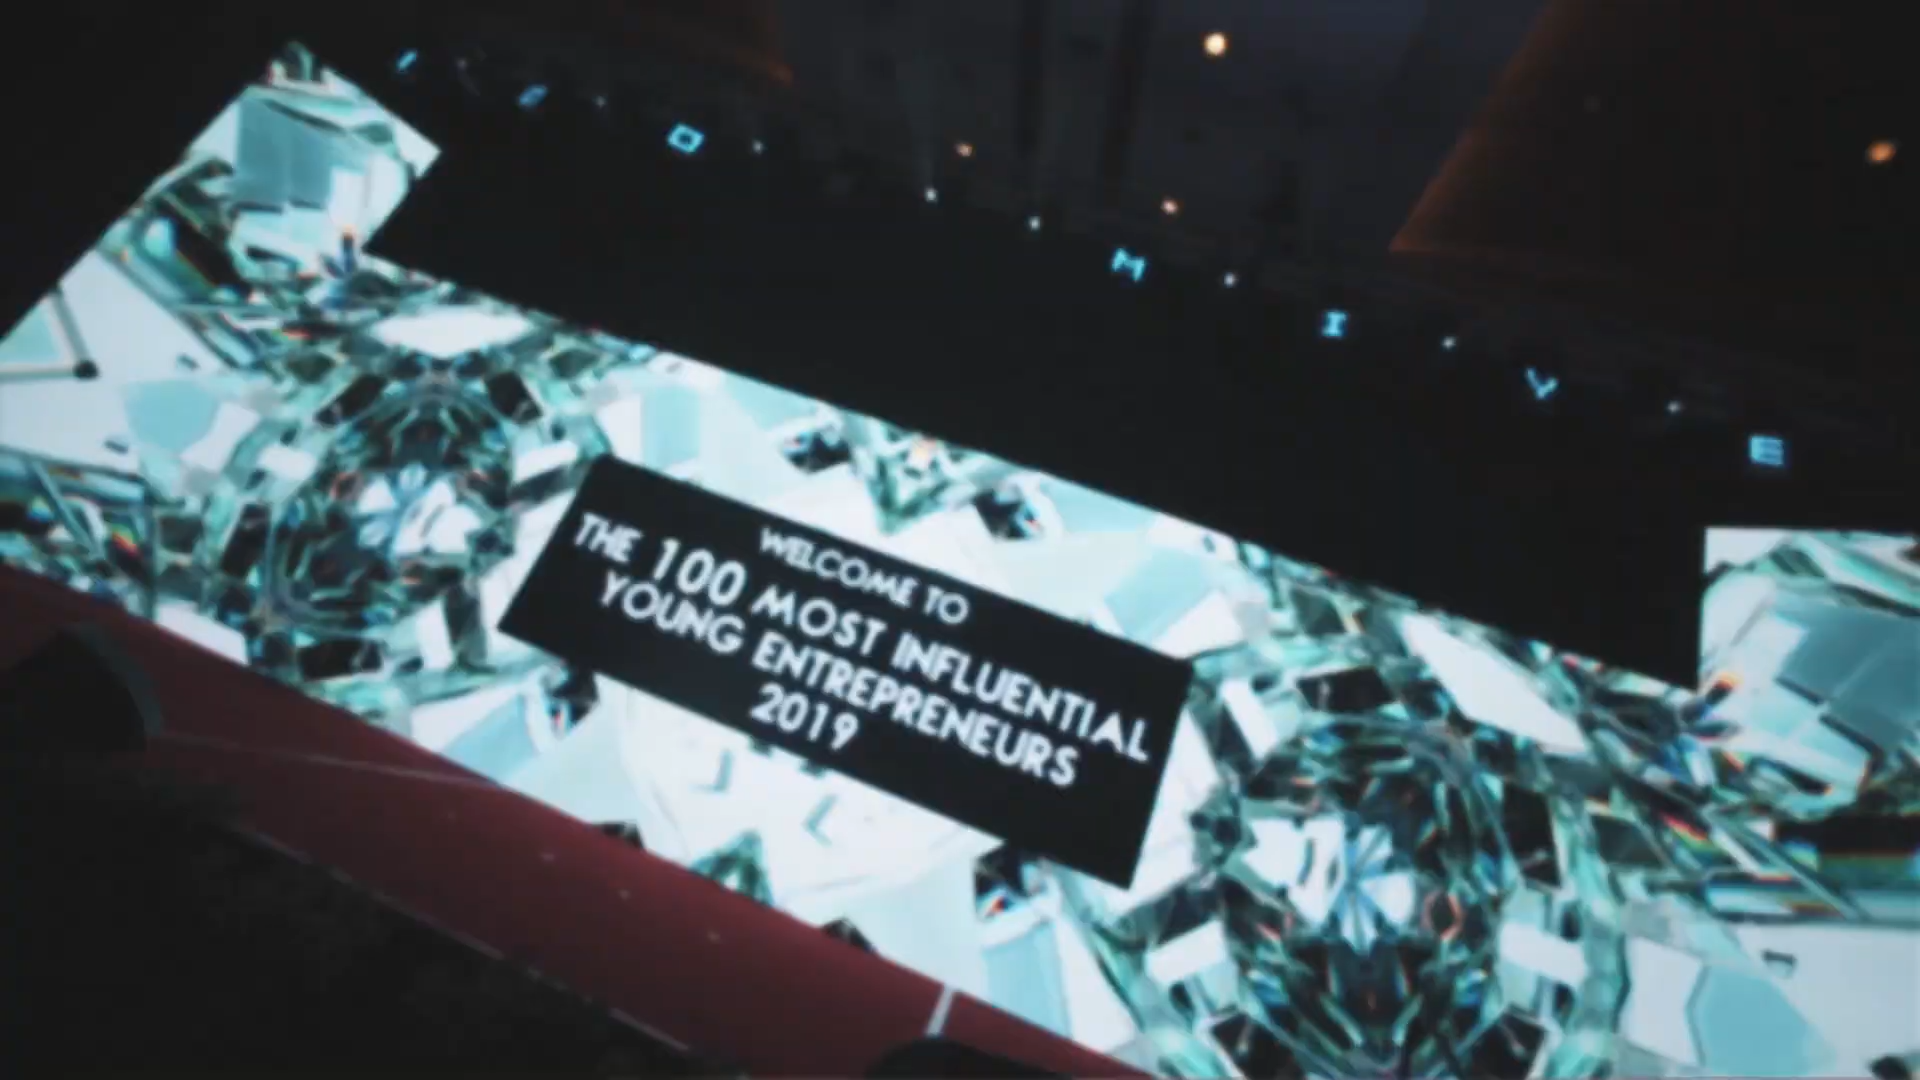 WELCOME TO
THE 100 MOST INFLUENTIAL
YOUNG ENTREPRENEURS
2019
M I V E